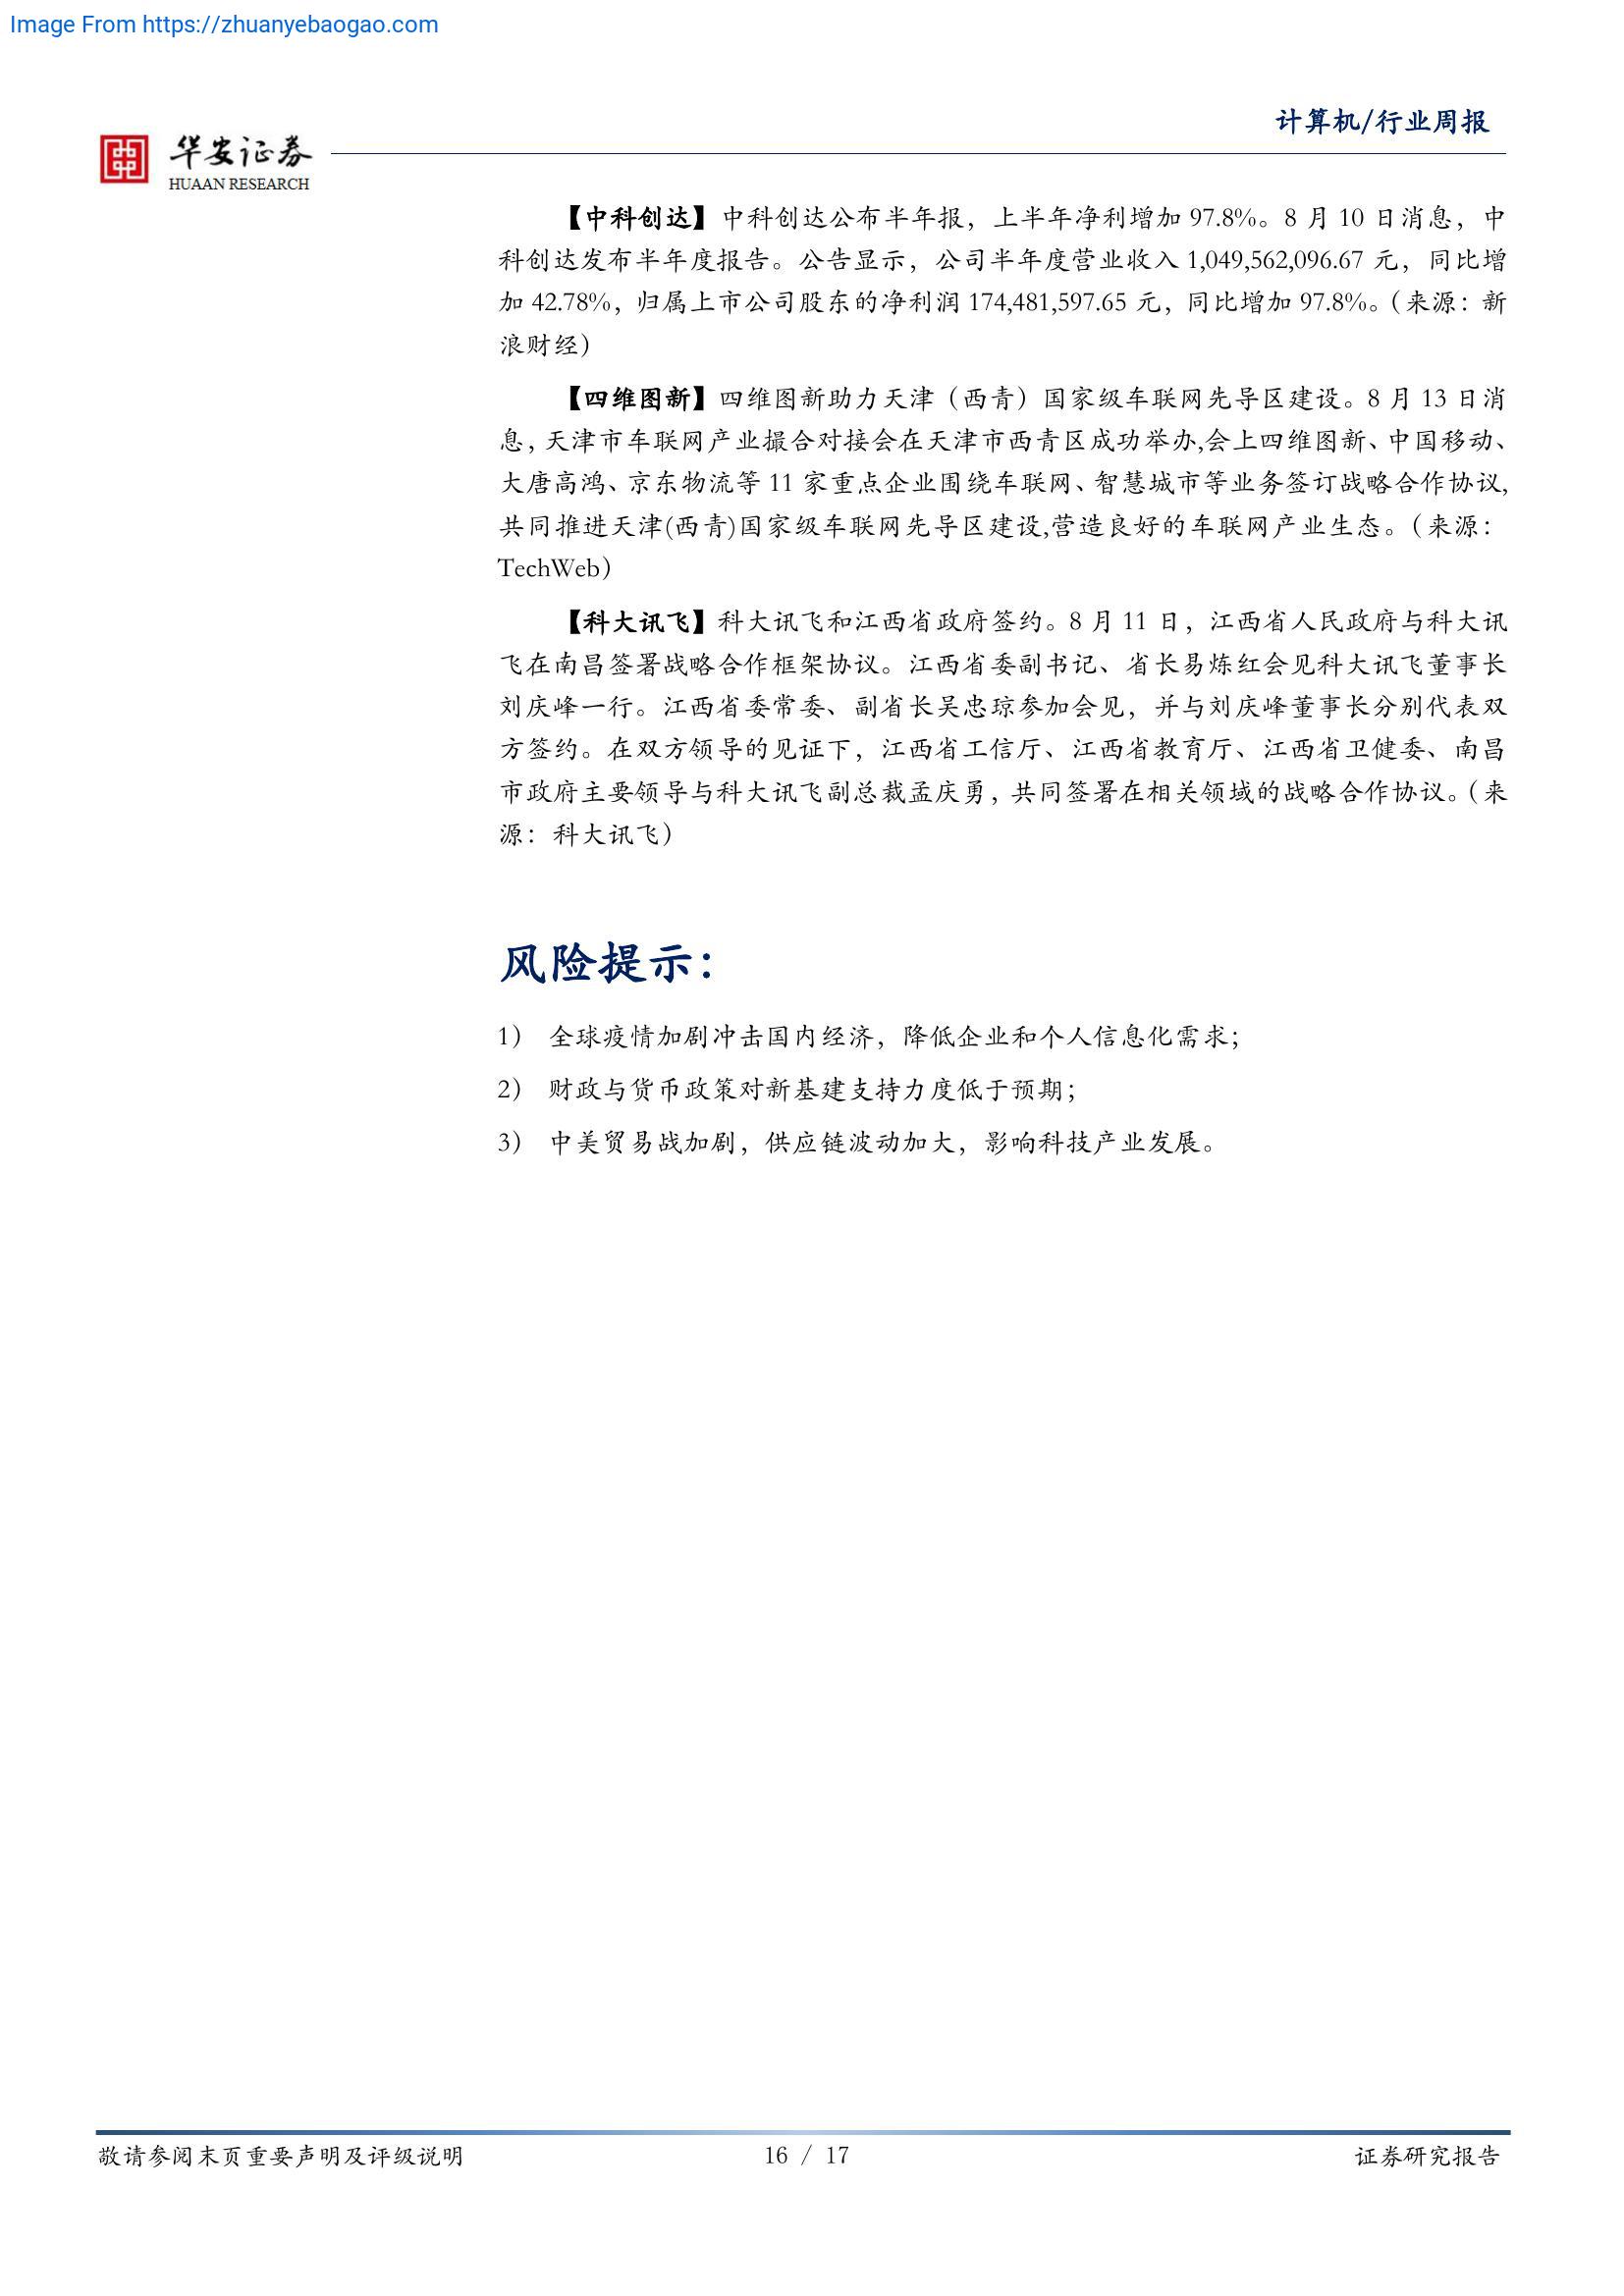 Image From https://zhuanyebaogao.com
计算机/行业周报
华安证券
HUAAN RESEARCH
【中科创达】中科创达公布半年报，上半年净利增加 97.8%。8 月 10 日消息，中
科创达发布半年度报告。公告显示，公司半年度营业收入 1,049,562,096.67 元，同比增
加 42.78%，归属上市公司股东的净利润 174,481,597.65 元，同比增加 97.8%。（来源：新
浪财经）
【四维图新】四维图新助力天津（西青）国家级车联网先导区建设。8 月 13 日消
息，天津市车联网产业撮合对接会在天津市西青区成功举办,会上四维图新、中国移动、
大唐高鸿、京东物流等 11 家重点企业围绕车联网、智慧城市等业务签订战略合作协议,
共同推进天津(西青)国家级车联网先导区建设,营造良好的车联网产业生态。（来源：
TechWeb）
【科大讯飞】科大讯飞和江西省政府签约。8 月 11 日，江西省人民政府与科大讯
飞在南昌签署战略合作框架协议。江西省委副书记、省长易炼红会见科大讯飞董事长
刘庆峰一行。江西省委常委、副省长吴忠琼参加会见，并与刘庆峰董事长分别代表双
方签约。在双方领导的见证下，江西省工信厅、江西省教育厅、江西省卫健委、南昌
市政府主要领导与科大讯飞副总裁孟庆勇，共同签署在相关领域的战略合作协议。（来
源：科大讯飞）
风险提示：
1） 全球疫情加剧冲击国内经济，降低企业和个人信息化需求；
2） 财政与货币政策对新基建支持力度低于预期；
3） 中美贸易战加剧，供应链波动加大，影响科技产业发展。
敬请参阅末页重要声明及评级说明
16 / 17
证券研究报告